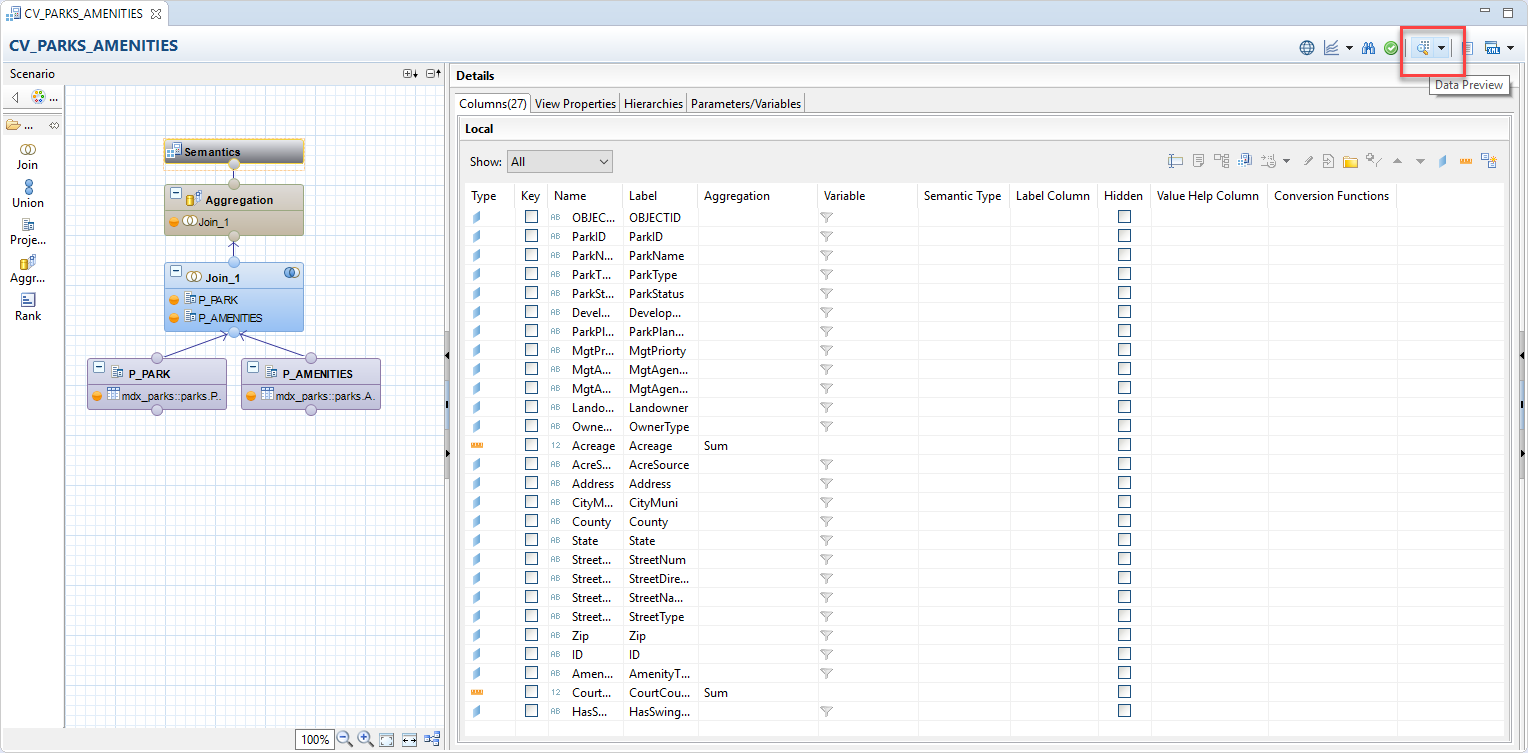 CV_PARKS_AMENITIES
CV_PARKS_AMENITIES
Data Preview
Scenario
...
...
Join
Union
Proje...
Aggr...
Rank
Semantics
Aggregation
Join_1
Join_1
P_PARK
P_AMENITIES
P_PARK
mdx_parks::parks.P..
P_AMENITIES
mdx_parks::parks.A..
100%
Details
Columns(27) View Properties Hierarchies Parameters/Variables
Local
Show: All
Type Key Name Label Aggregation Variable Semantic Type Label Column Hidden Value Help Column Conversion Functions
AB OBJEC... OBJECTID
AB ParkID ParkID
AB ParkN... ParkName
AB ParkT... ParkType
AB ParkSt... ParkStatus
AB Devel... Develop...
AB ParkPl... ParkPlan...
AB MgtPr... MgtPriorty
AB MgtA... MgtAgen...
AB MgtA... MgtAgen...
AB Lando... Landowner
AB Owne... OwnerType
12 Acreage Acreage Sum
AB AcreS... AcreSource
AB Address Address
AB CityM... CityMuni
AB County County
AB State State
AB Street... StreetNum
AB Street... StreetDire...
AB Street... StreetNa...
AB Street... StreetType
AB Zip Zip
AB ID ID
AB Amen... AmenityT...
12 Court... CourtCou... Sum
AB HasS... HasSwing...